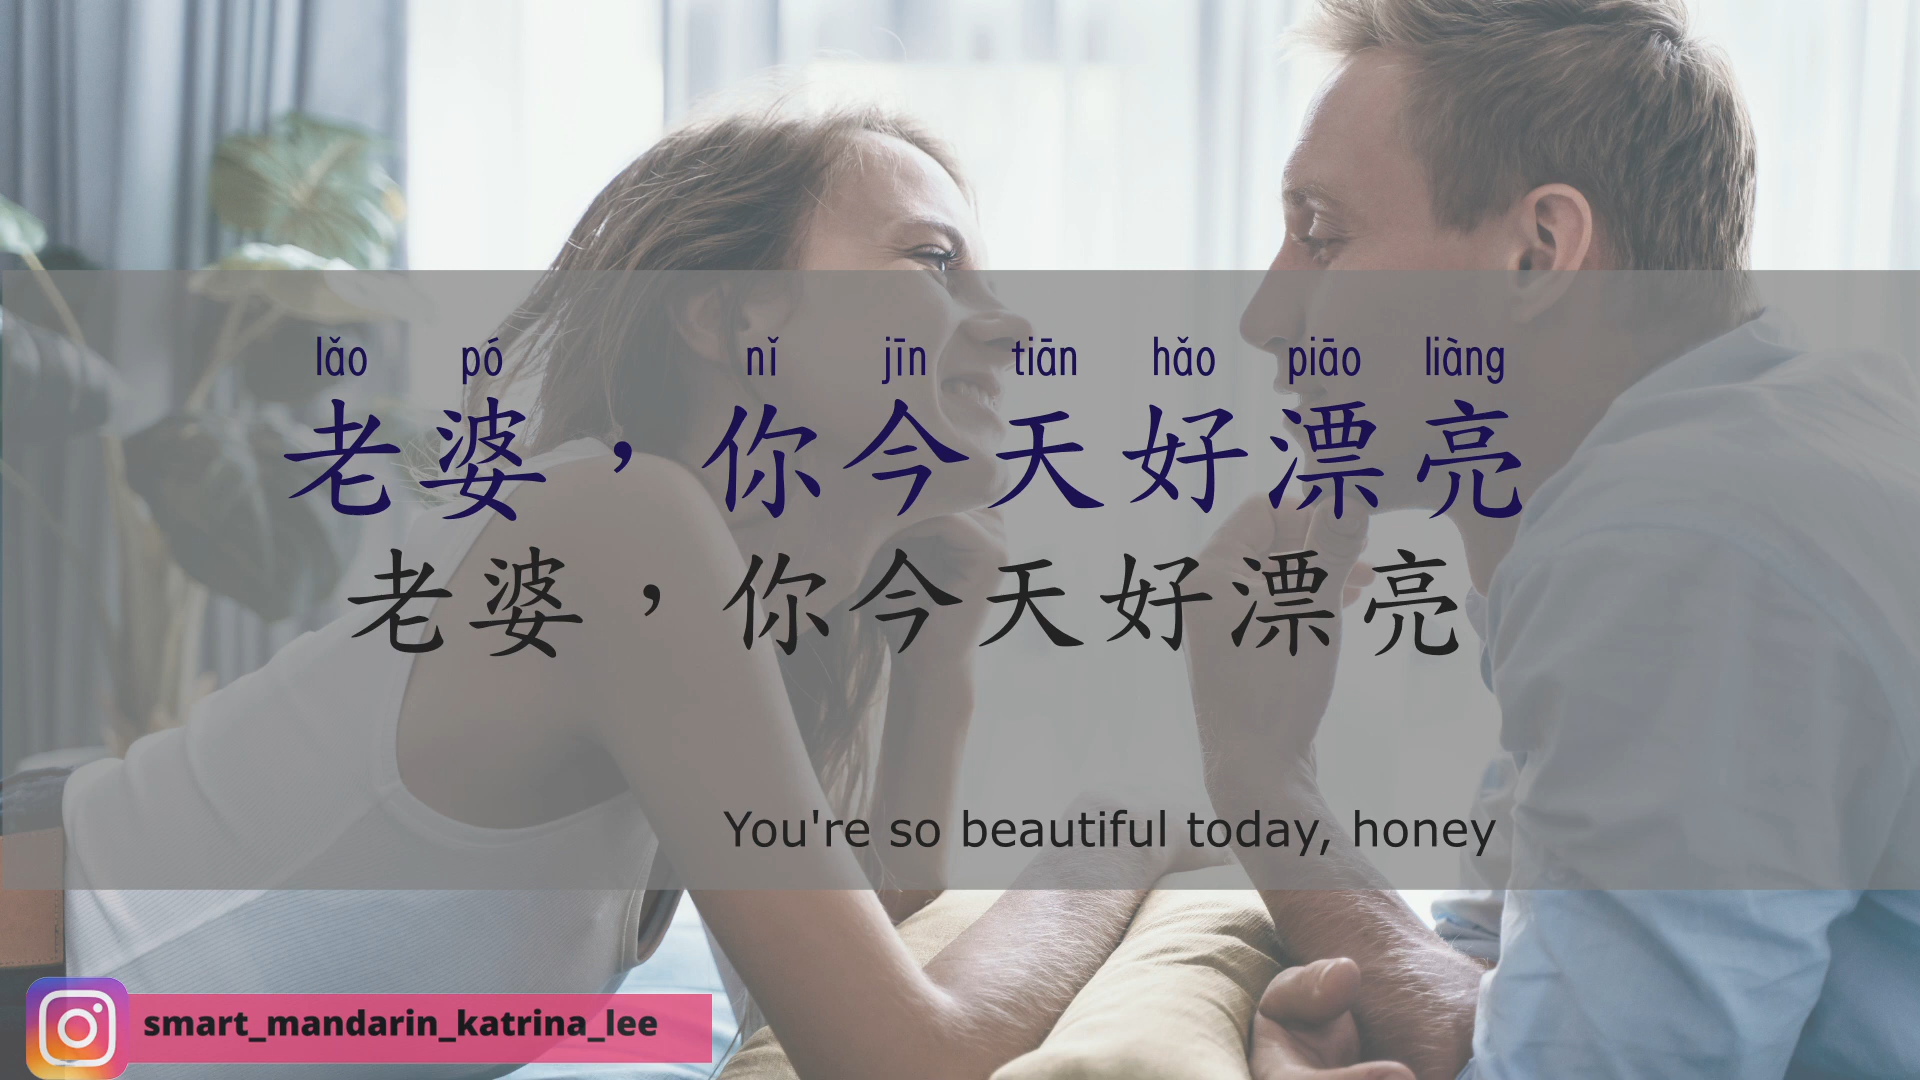 lǎo pó nǐ jīn tiān hǎo piāo liàng
老婆，你今天好漂亮
老婆，你今天好漂亮
You're so beautiful today, honey
smart_mandarin_katrina_lee